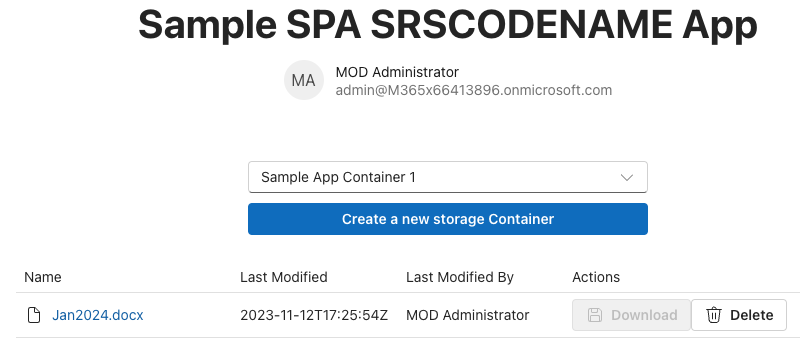 Sample SPA SRSCODENAME App
MA
MOD Administrator
admin@M365x66413896.onmicrosoft.com
Sample App Container 1
Create a new storage Container
Name Last Modified Last Modified By Actions
Jan2024.docx 2023-11-12T17:25:54Z MOD Administrator Download Delete